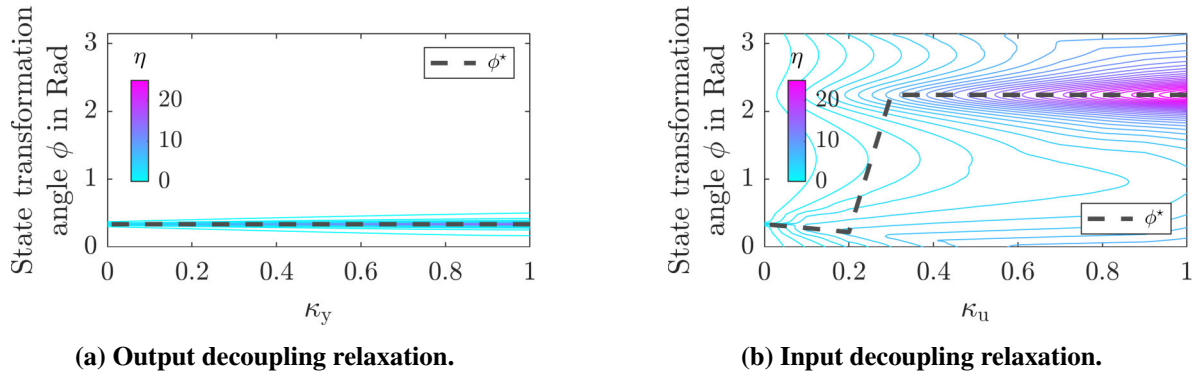 State transformation
angle ϕ in Rad
3
2
1
0
η
20
10
0
ϕ⋆
0
0.2
0.4
0.6
0.8
1
κy
(a) Output decoupling relaxation.
State transformation
angle ϕ in Rad
3
2
1
0
η
20
10
0
ϕ⋆
0
0.2
0.4
0.6
0.8
1
κu
(b) Input decoupling relaxation.